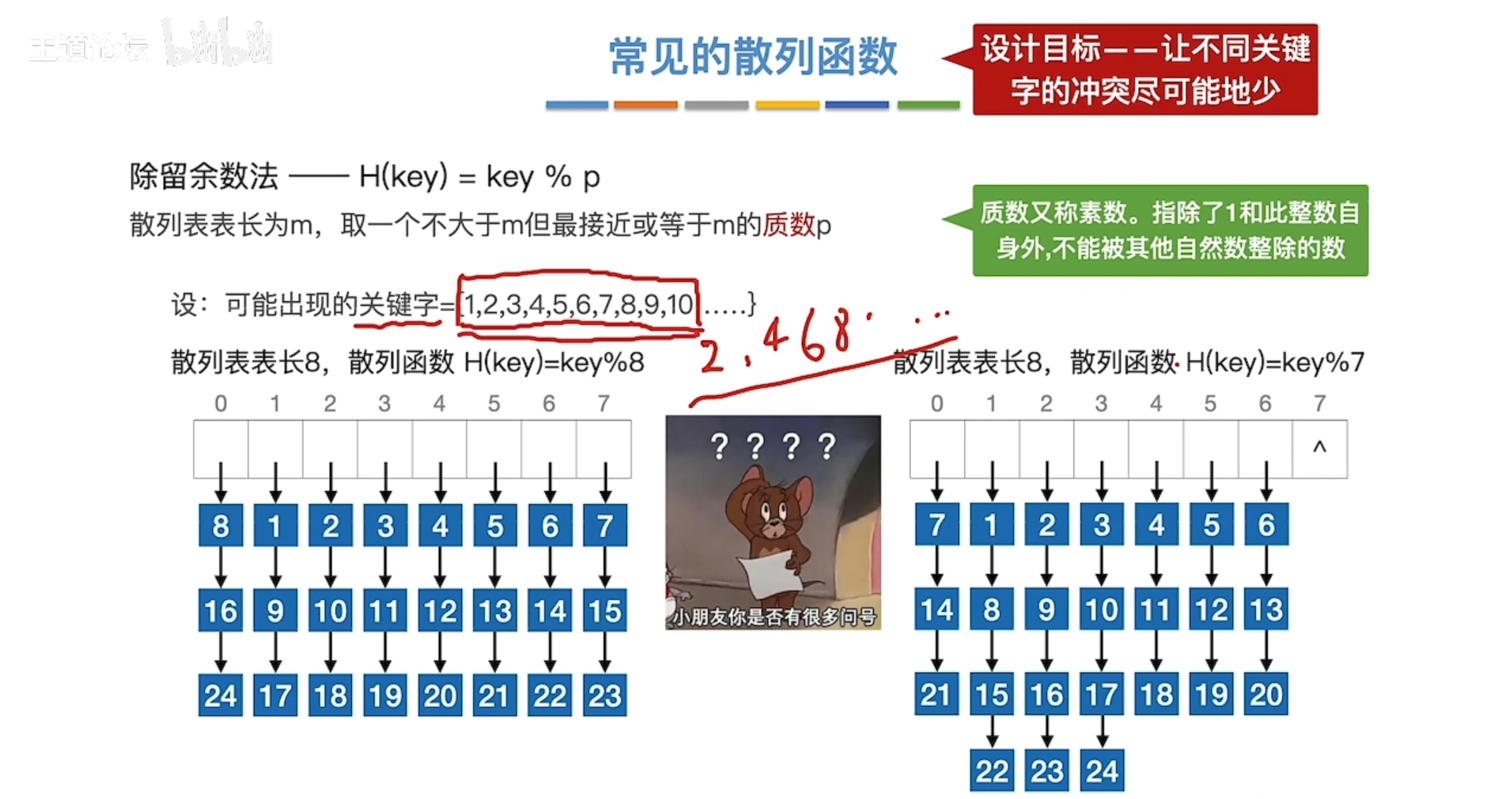 王道论坛 bilibili
常见的散列函数
设计目标——让不同关键
字的冲突尽可能地少
除留余数法 —— H(key) = key % p
散列表表长为m，取一个不大于m但最接近或等于m的质数p
质数又称素数。指除了1和此整数自
身外,不能被其他自然数整除的数
设：可能出现的关键字={1,2,3,4,5,6,7,8,9,10.....}
2.468. ...
散列表表长8，散列函数 H(key)=key%8
0 1 2 3 4 5 6 7
8 1 2 3 4 5 6 7
16 9 10 11 12 13 14 15
24 17 18 19 20 21 22 23
? ? ? ?
小朋友你是否有很多问号
散列表表长8，散列函数 H(key)=key%7
0 1 2 3 4 5 6 7
^
7 1 2 3 4 5 6
14 8 9 10 11 12 13
21 15 16 17 18 19 20
22 23 24